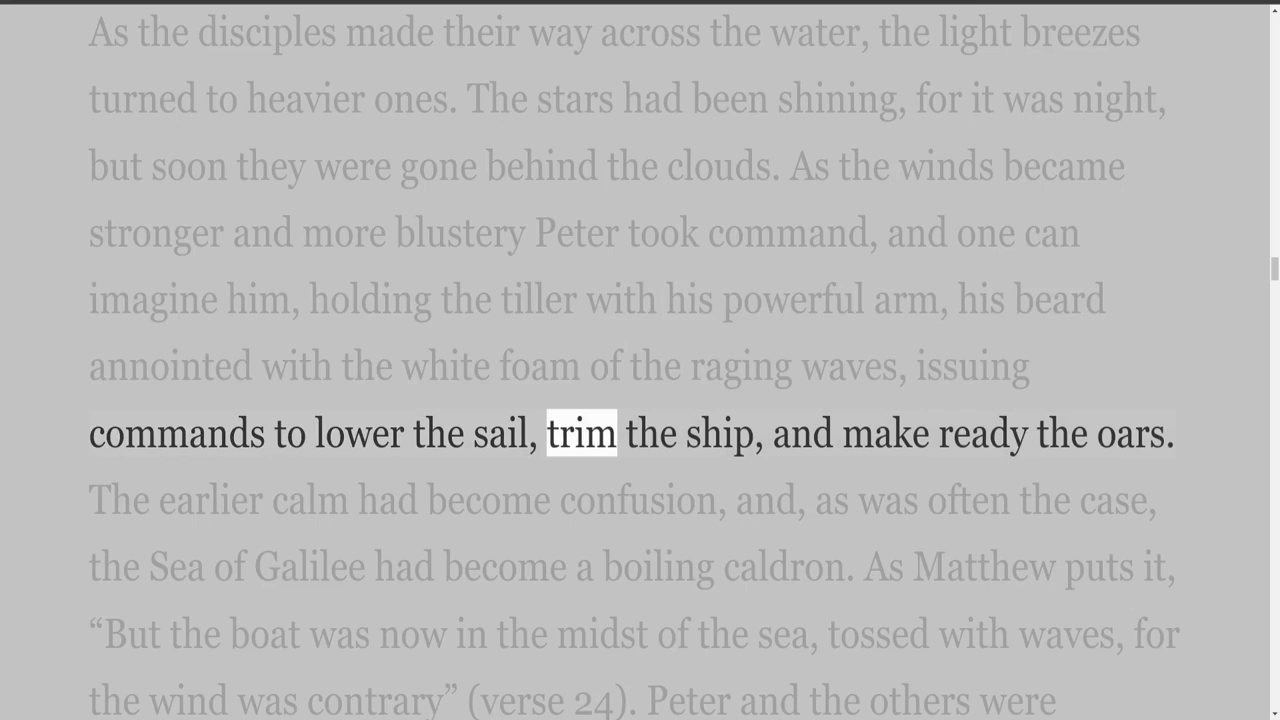 As the disciples made their way across the water, the light breezes
turned to heavier ones. The stars had been shining, for it was night,
but soon they were gone behind the clouds. As the winds became
stronger and more blustery Peter took command, and one can
imagine him, holding the tiller with his powerful arm, his beard
annointed with the white foam of the raging waves, issuing
commands to lower the sail, trim the ship, and make ready the oars.
The earlier calm had become confusion, and, as was often the case,
the Sea of Galilee had become a boiling caldron. As Matthew puts it,
“But the boat was now in the midst of the sea, tossed with waves, for
the wind was contrary” (verse 24). Peter and the others were